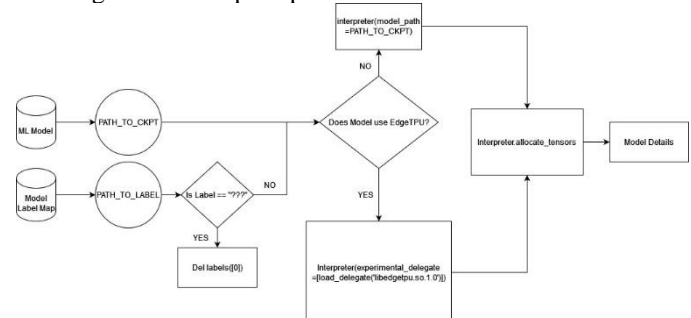 interpreter(model_path
=PATH_TO_CKPT)
NO
ML Model
PATH_TO_CKPT
Does Model use EdgeTPU?
Interpreter.allocate_tensors
Model Details
Model
Label Map
PATH_TO_LABEL
Is Label == "???"
NO
YES
YES
Del labels([0])
Interpreter(experimental_delegate
=[load_delegate('libedgetpu.so.1.0')])